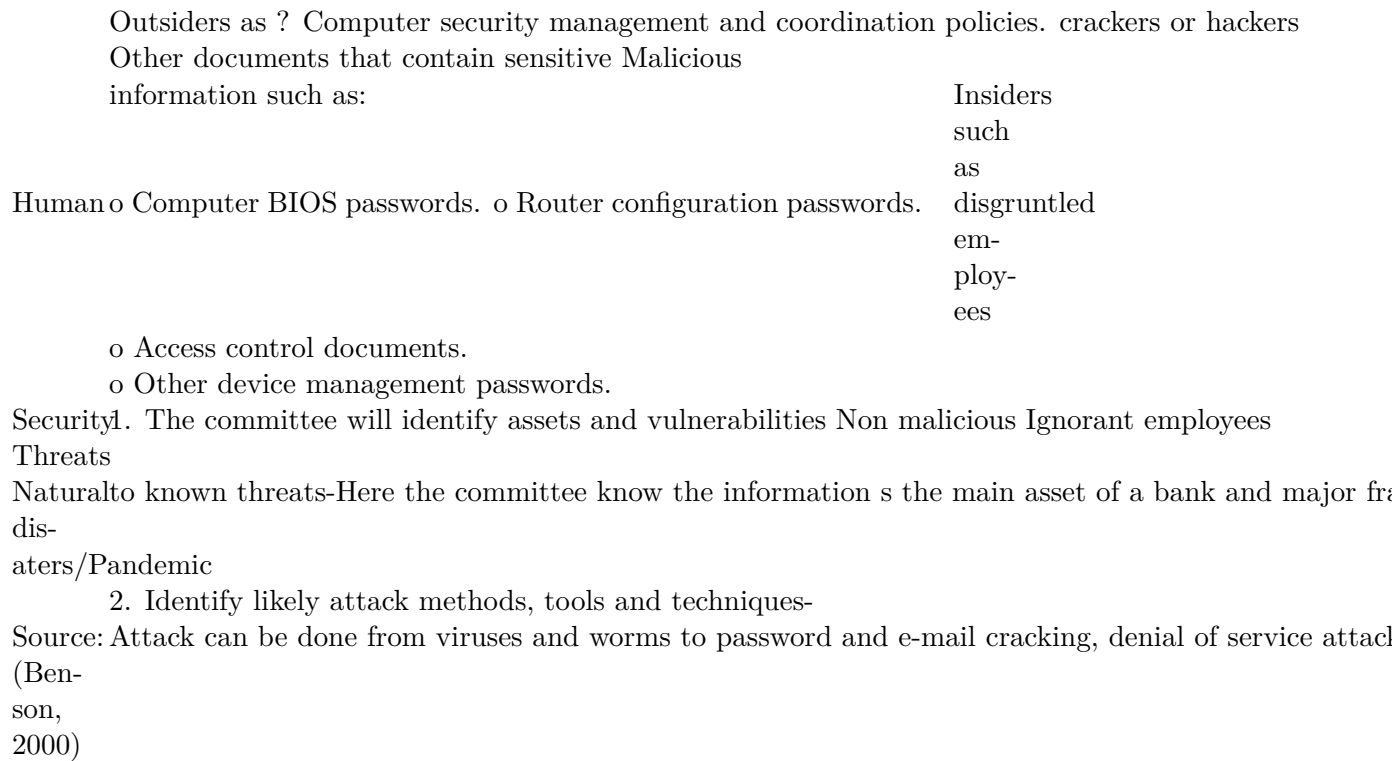 Outsiders as ? Computer security management and coordination policies. crackers or hackers
Other documents that contain sensitive Malicious
information such as:
Insiders
such
as
Human o Computer BIOS passwords. o Router configuration passwords. disgruntled
em-
ploy-
ees
o Access control documents.
o Other device management passwords.
Security1. The committee will identify assets and vulnerabilities Non malicious Ignorant employees
Threats
Naturalto known threats-Here the committee know the information s the main asset of a bank and major fra
dis-
aters/Pandemic
2. Identify likely attack methods, tools and techniques-
Source: Attack can be done from viruses and worms to password and e-mail cracking, denial of service attack
(Ben-
son,
2000)